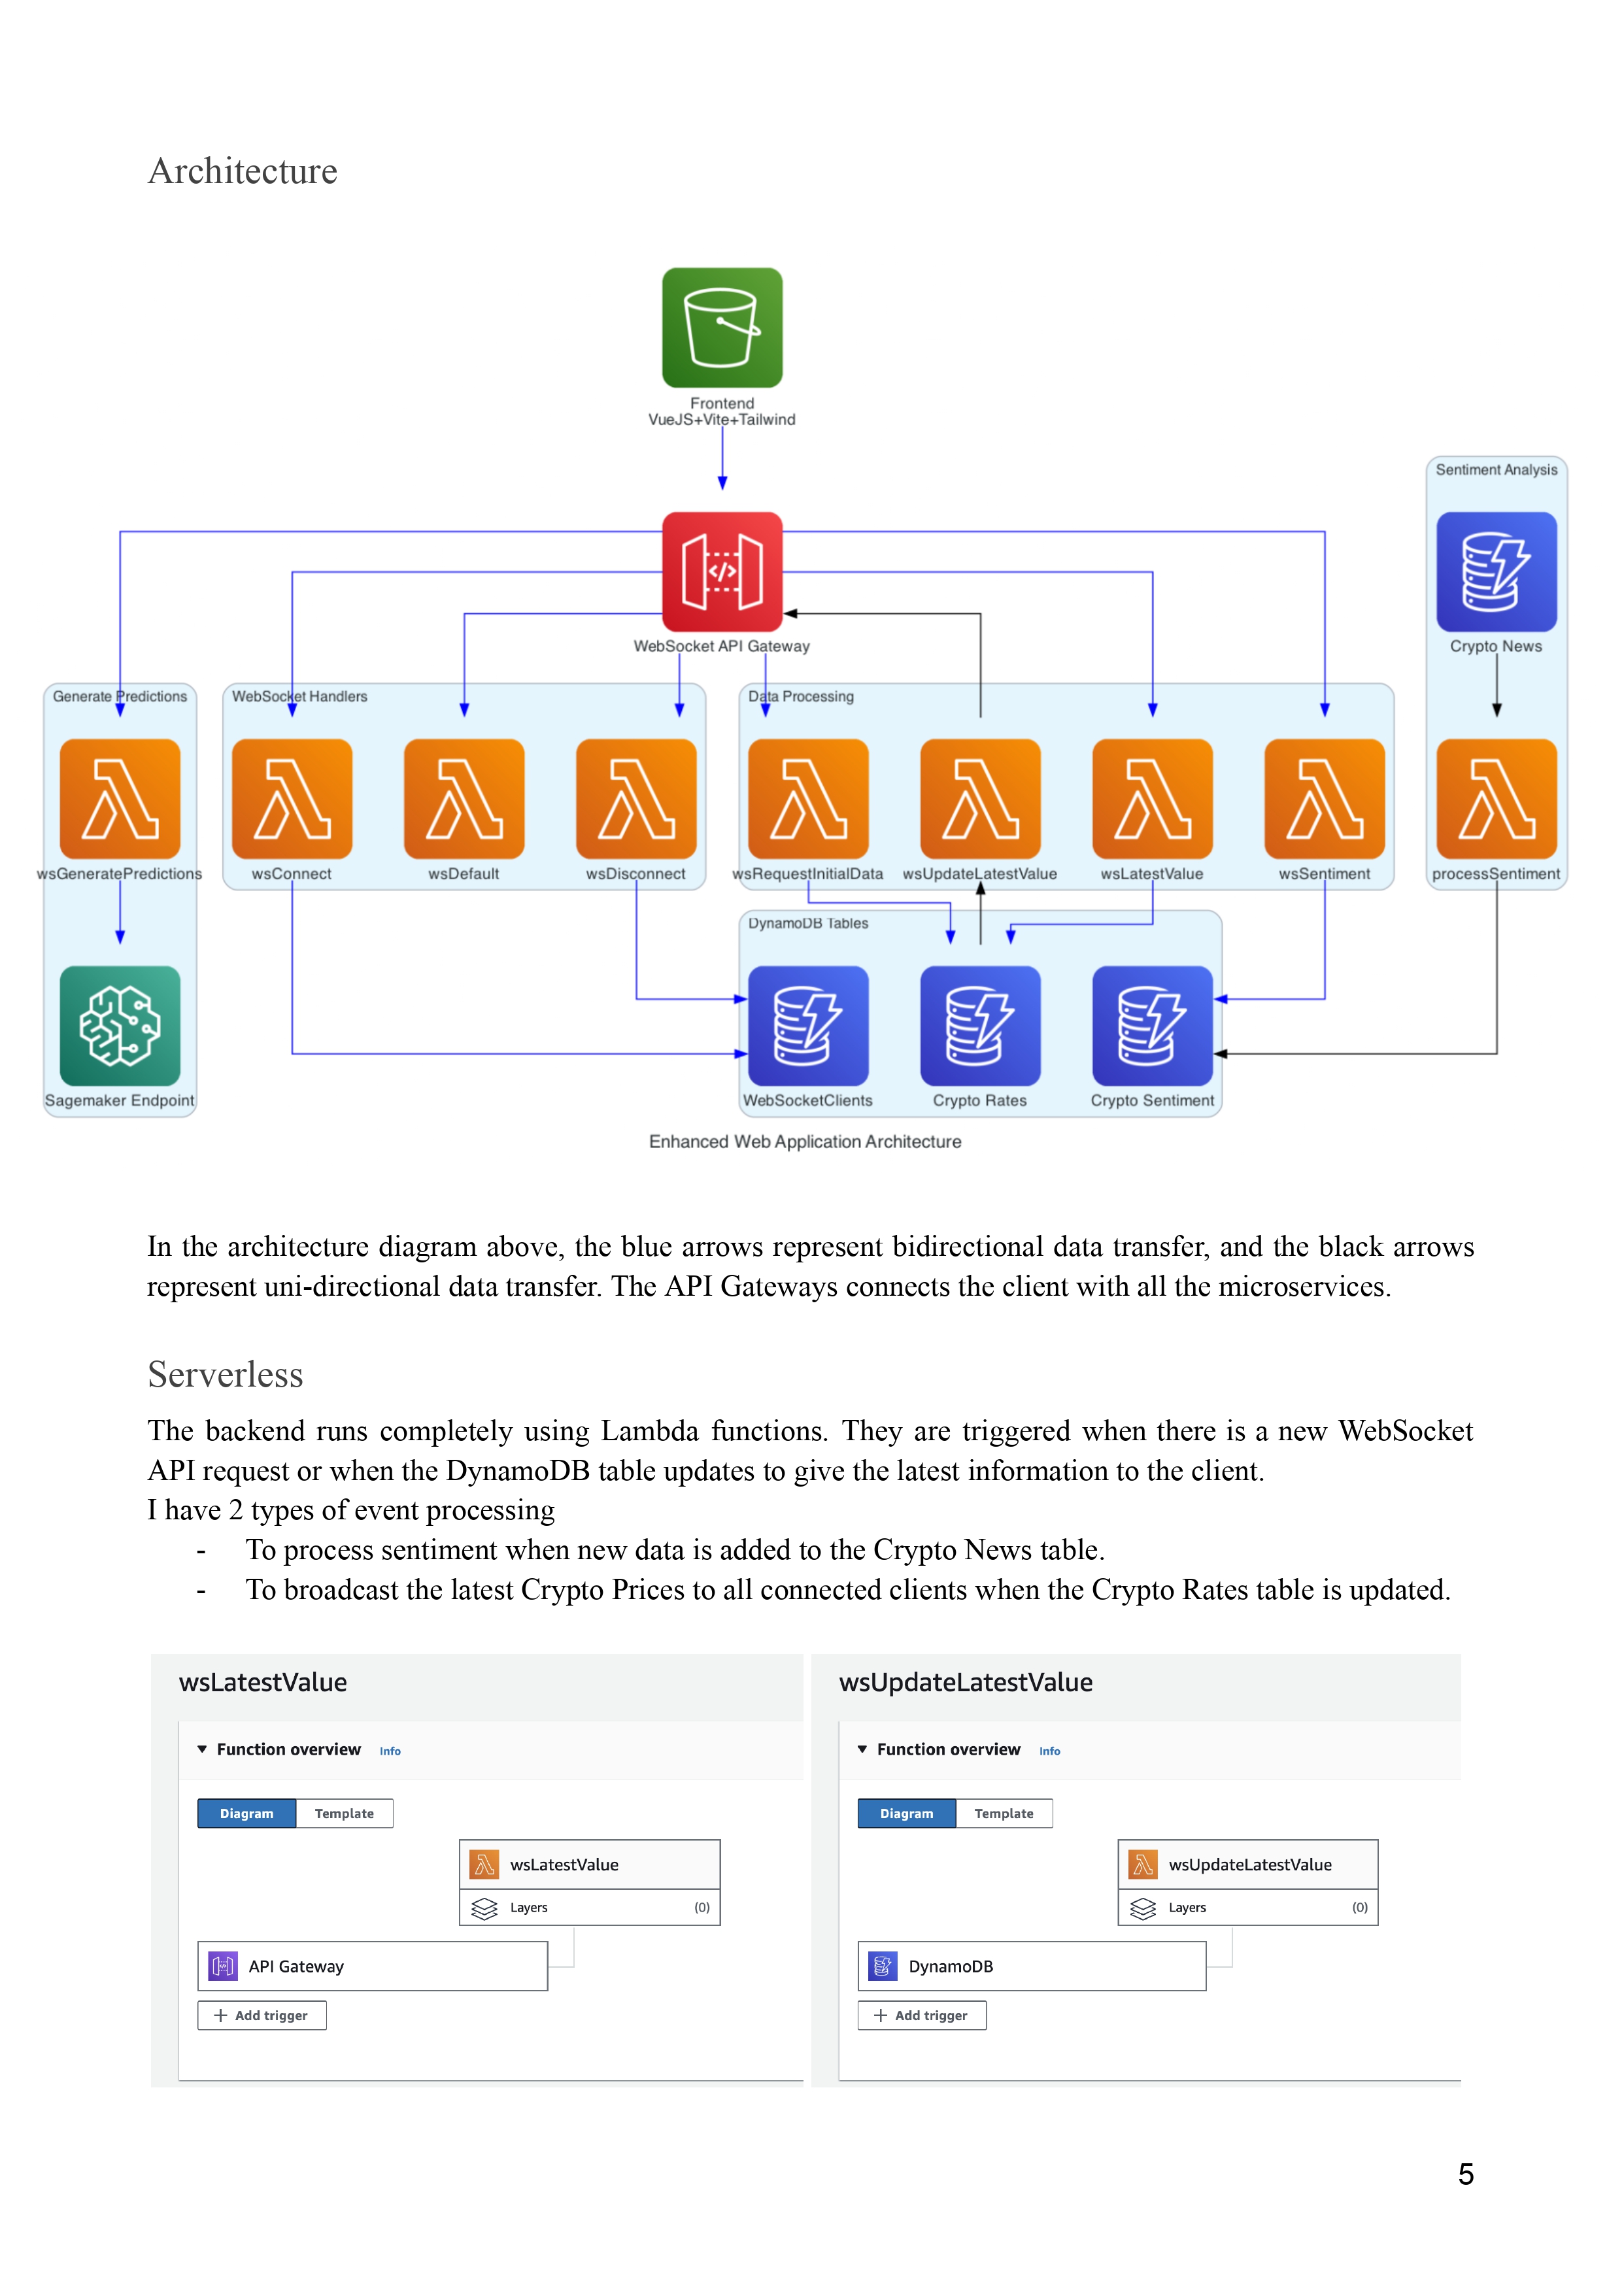 Architecture
Frontend
VueJS+Vite+Tailwind
Sentiment Analysis
WebSocket API Gateway
Crypto News
Generate Predictions
WebSocket Handlers
Data Processing
wsGeneratePredictions
wsConnect
wsDefault
wsDisconnect
wsRequestInitialData
wsUpdateLatestValue
wsLatestValue
wsSentiment
processSentiment
DynamoDB Tables
Sagemaker Endpoint
WebSocketClients
Crypto Rates
Crypto Sentiment
Enhanced Web Application Architecture
In the architecture diagram above, the blue arrows represent bidirectional data transfer, and the black arrows
represent uni-directional data transfer. The API Gateways connects the client with all the microservices.
Serverless
The backend runs completely using Lambda functions. They are triggered when there is a new WebSocket
API request or when the DynamoDB table updates to give the latest information to the client.
I have 2 types of event processing
- To process sentiment when new data is added to the Crypto News table.
- To broadcast the latest Crypto Prices to all connected clients when the Crypto Rates table is updated.
wsLatestValue
Function overview Info
Diagram Template
wsLatestValue
Layers (0)
API Gateway
+ Add trigger
wsUpdateLatestValue
Function overview Info
Diagram Template
wsUpdateLatestValue
Layers (0)
DynamoDB
+ Add trigger
5